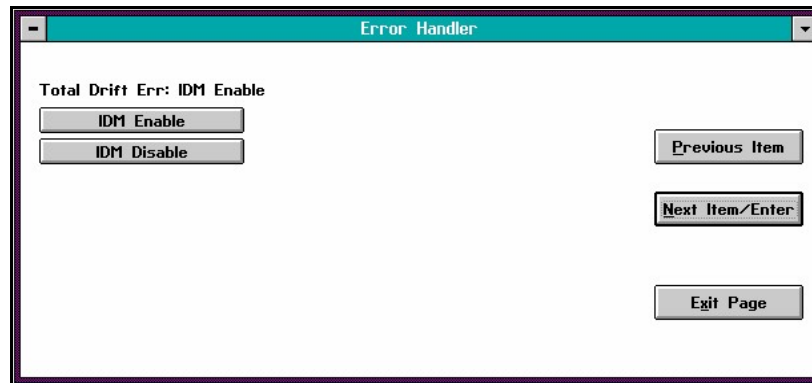 Error Handler
Total Drift Err: IDM Enable
IDM Enable
IDM Disable
Previous Item
Next Item/Enter
Exit Page